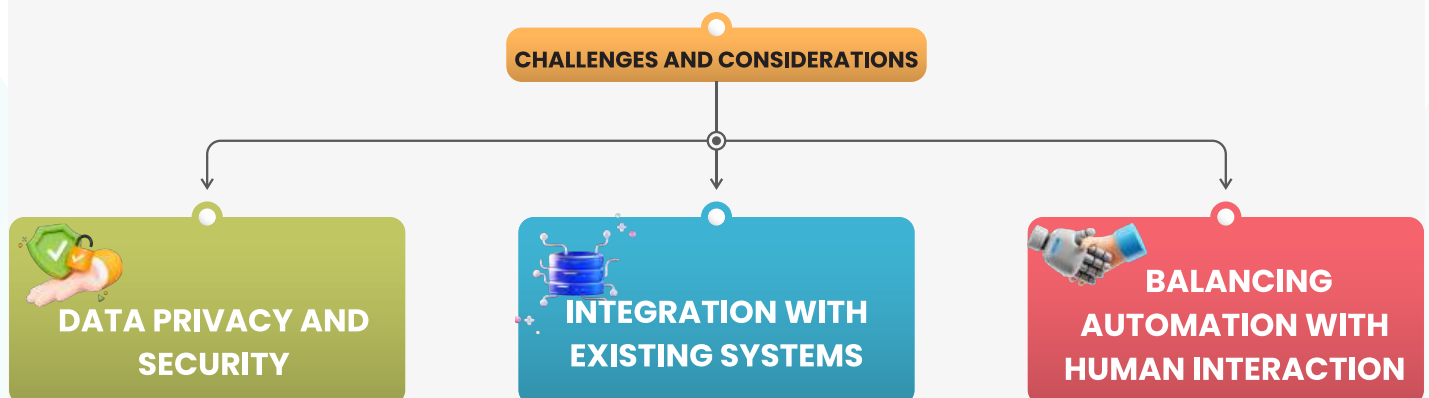 CHALLENGES AND CONSIDERATIONS
DATA PRIVACY AND
SECURITY
INTEGRATION WITH
EXISTING SYSTEMS
BALANCING
AUTOMATION WITH
HUMAN INTERACTION